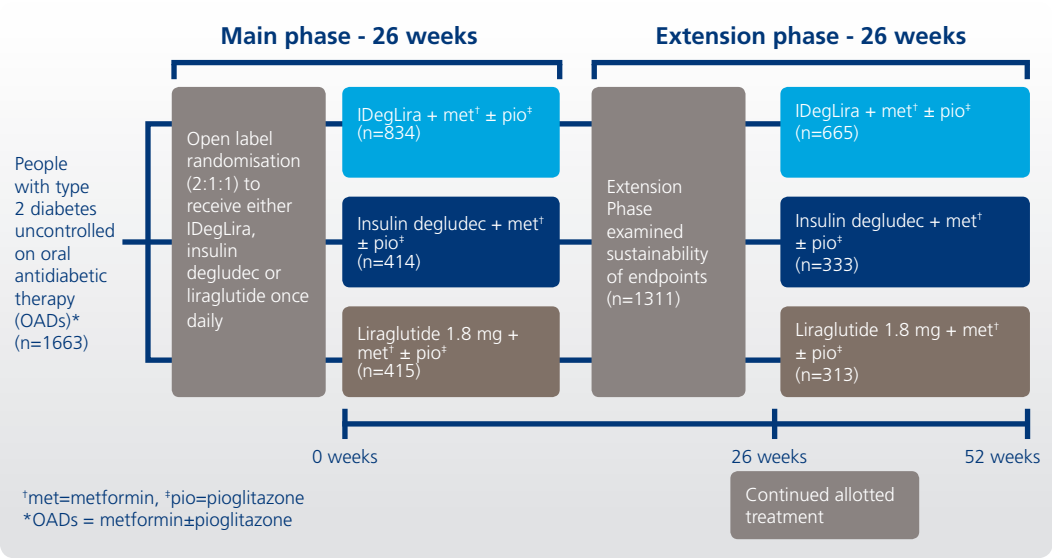 Main phase - 26 weeks
Extension phase - 26 weeks
People
with type
2 diabetes
uncontrolled
on oral
antidiabetic
therapy
(OADs)*
(n=1663)
Open label
randomisation
(2:1:1) to
receive either
IDegLira,
insulin
degludec or
liraglutide once
daily
IDegLira + met† ± pio‡
(n=834)
Insulin degludec + met†
± pio‡
(n=414)
Liraglutide 1.8 mg +
met† ± pio‡
(n=415)
Extension
Phase
examined
sustainability
of endpoints
(n=1311)
IDegLira + met† ± pio‡
(n=665)
Insulin degludec + met†
± pio‡
(n=333)
Liraglutide 1.8 mg + met†
± pio‡
(n=313)
0 weeks
26 weeks
52 weeks
Continued allotted
treatment
†met=metformin, ‡pio=pioglitazone
*OADs = metformin±pioglitazone